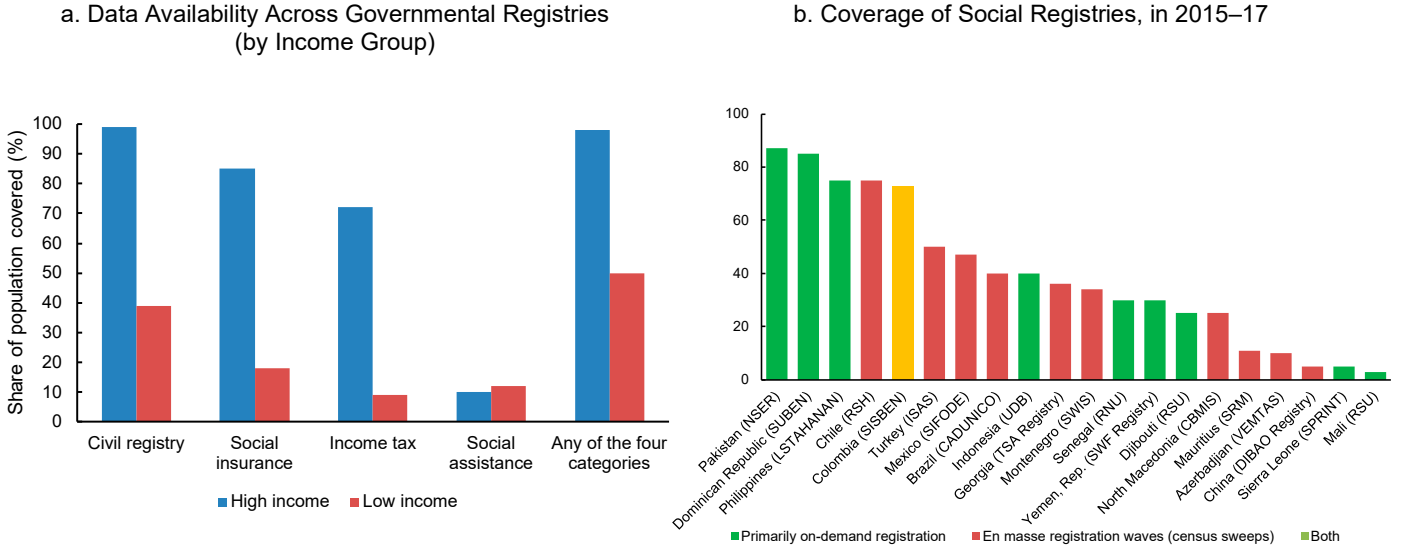 a. Data Availability Across Governmental Registries
(by Income Group)
Share of population covered (%)
100
90
80
70
60
50
40
30
20
10
0
Civil registry
Social
insurance
Income tax
Social
assistance
Any of the four
categories
High income
Low income
b. Coverage of Social Registries, in 2015–17
100
80
60
40
20
0
Pakistan (NSER)
Dominican Republic (SUBEN)
Philippines (LSTAHANAN)
Chile (RSH)
Colombia (SISBEN)
Turkey (ISAS)
Mexico (SIFODE)
Brazil (CADUNICO)
Indonesia (UDB)
Georgia (TSA Registry)
Montenegro (SWIS)
Senegal (RNU)
Yemen, Rep. (SWF Registry)
Djibouti (RSU)
North Macedonia (CBMIS)
Mauritius (SRM)
Azerbadjan (VEMTAS)
China (DIBAO Registry)
Sierra Leone (SPRINT)
Mali (RSU)
Primarily on-demand registration
En masse registration waves (census sweeps)
Both